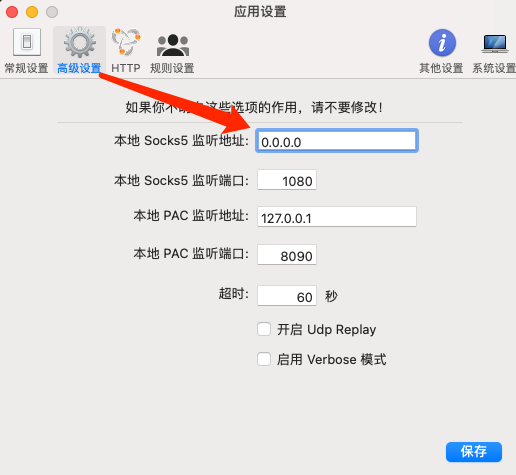 应用设置
常规设置 高级设置 HTTP 规则设置 其他设置 系统设置
如果你不明白这些选项的作用，请不要修改！
本地 Socks5 监听地址: 0.0.0.0
本地 Socks5 监听端口: 1080
本地 PAC 监听地址: 127.0.0.1
本地 PAC 监听端口: 8090
超时: 60 秒
开启 Udp Replay
启用 Verbose 模式
保存